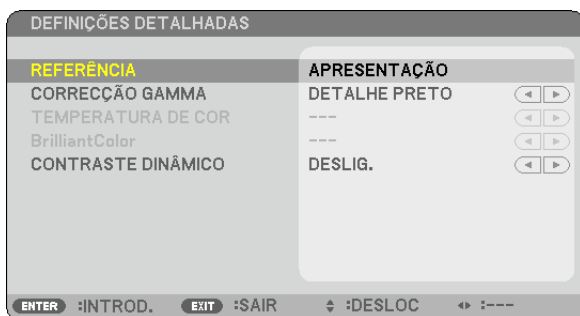 DEFINIÇÕES DETALHADAS
REFERÊNCIA APRESENTAÇÃO
CORRECÇÃO GAMMA DETALHE PRETO
TEMPERATURA DE COR ---
BrilliantColor ---
CONTRASTE DINÂMICO DESLIG.
ENTER :INTROD. EXIT :SAIR :DESLOC :---